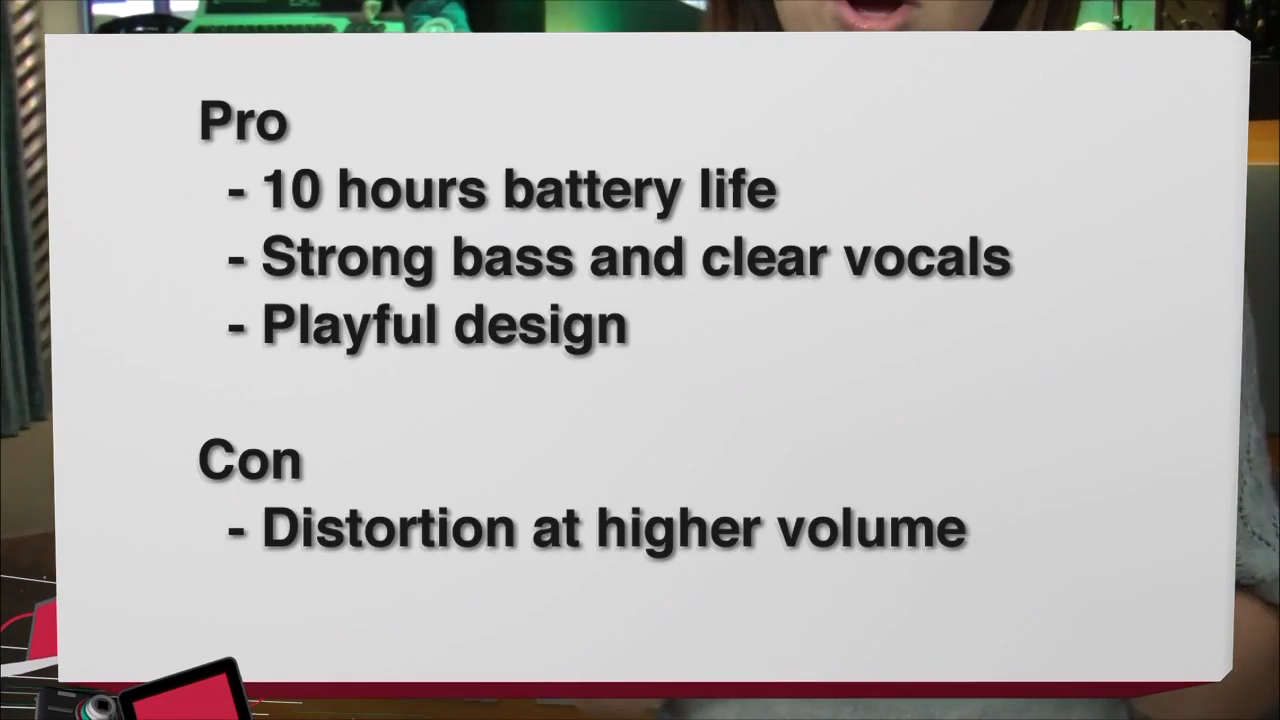 Pro
- 10 hours battery life
- Strong bass and clear vocals
- Playful design
Con
- Distortion at higher volume